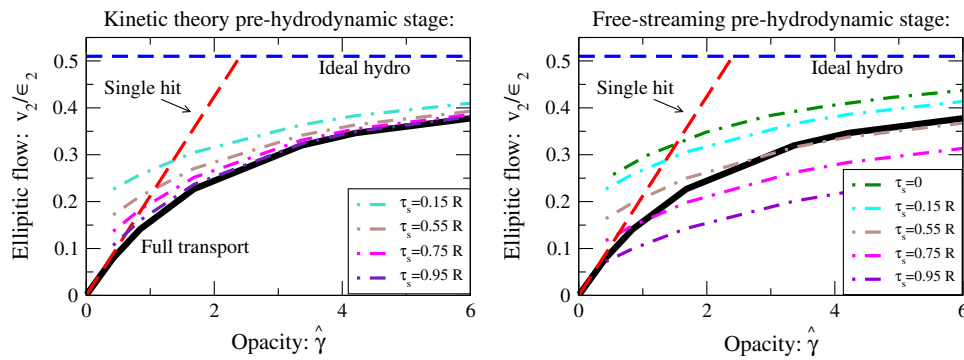 Kinetic theory pre-hydrodynamic stage:
Elliptic flow: v₂/ϵ₂
0.5
0.4
0.3
0.2
0.1
0
Ideal hydro
Single hit
Full transport
τₛ=0.15 R
τₛ=0.55 R
τₛ=0.75 R
τₛ=0.95 R
0 2 4 6
Opacity: γ̂
Free-streaming pre-hydrodynamic stage:
Elliptic flow: v₂/ϵ₂
0.5
0.4
0.3
0.2
0.1
0
Ideal hydro
Single hit
τₛ=0
τₛ=0.15 R
τₛ=0.55 R
τₛ=0.75 R
τₛ=0.95 R
0 2 4 6
Opacity: γ̂